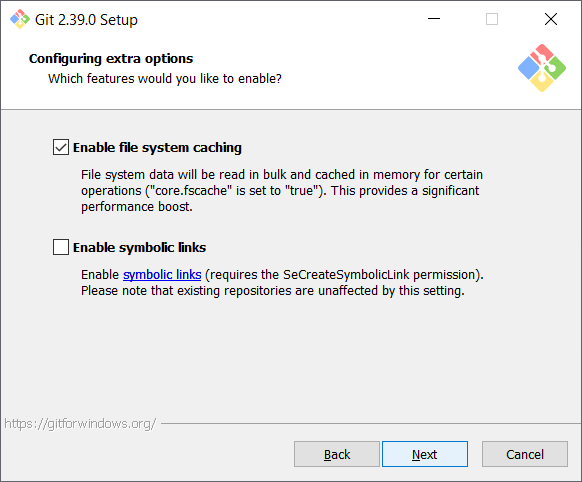 Git 2.39.0 Setup
Configuring extra options
Which features would you like to enable?
Enable file system caching
File system data will be read in bulk and cached in memory for certain
operations ("core.fscache" is set to "true"). This provides a significant
performance boost.
Enable symbolic links
Enable symbolic links (requires the SeCreateSymbolicLink permission).
Please note that existing repositories are unaffected by this setting.
https://gitforwindows.org/
Back
Next
Cancel